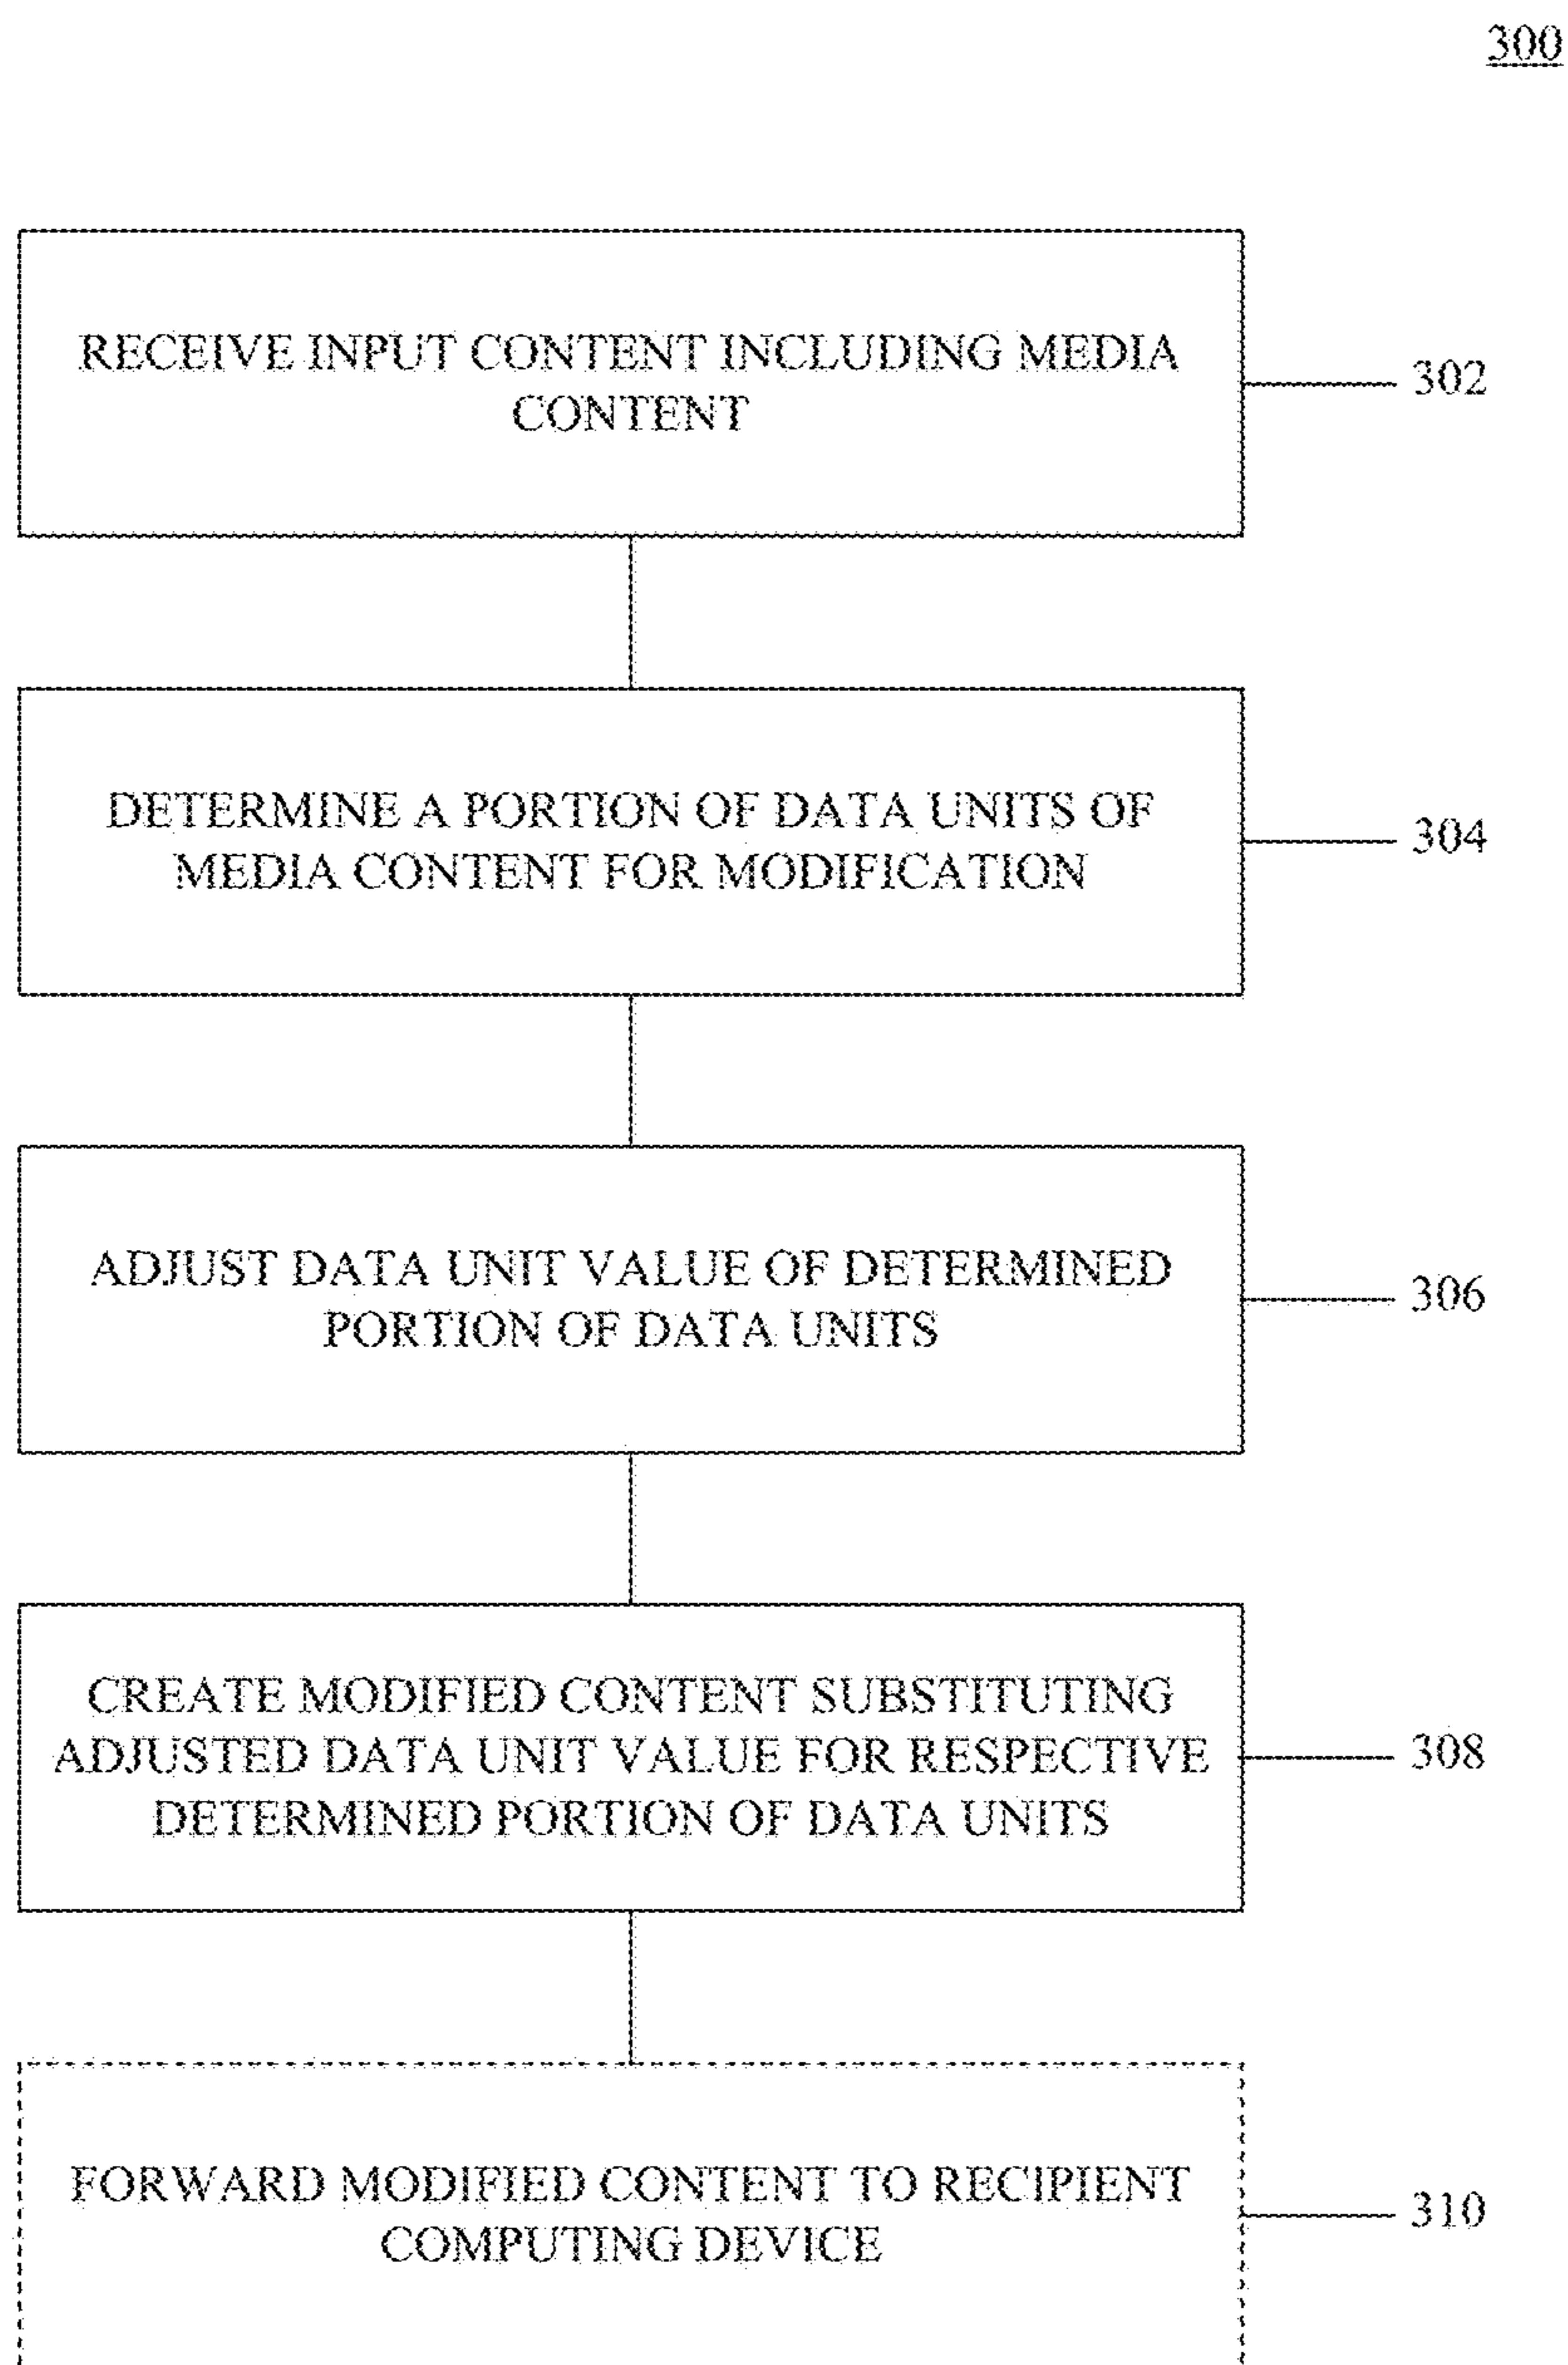 300
RECEIVE INPUT CONTENT INCLUDING MEDIA
CONTENT
302
DETERMINE A PORTION OF DATA UNITS OF
MEDIA CONTENT FOR MODIFICATION
304
ADJUST DATA UNIT VALUE OF DETERMINED
PORTION OF DATA UNITS
306
CREATE MODIFIED CONTENT SUBSTITUTING
ADJUSTED DATA UNIT VALUE FOR RESPECTIVE
DETERMINED PORTION OF DATA UNITS
308
FORWARD MODIFIED CONTENT TO RECIPIENT
COMPUTING DEVICE
310